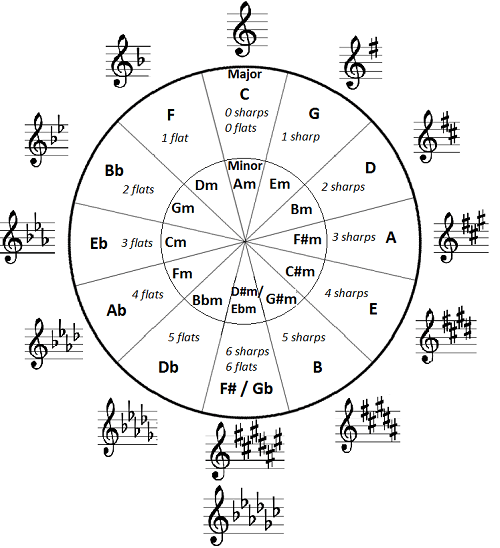 Major
C
0 sharps
0 flats
G
1 sharp
D
2 sharps
A
3 sharps
E
4 sharps
B
5 sharps
6 sharps
6 flats
F# / Gb
Db
5 flats
Ab
4 flats
Eb
3 flats
Bb
2 flats
F
1 flat
Minor
Am
Em
Bm
F#m
C#m
G#m
D#m/
Ebm
Bbm
Fm
Cm
Gm
Dm